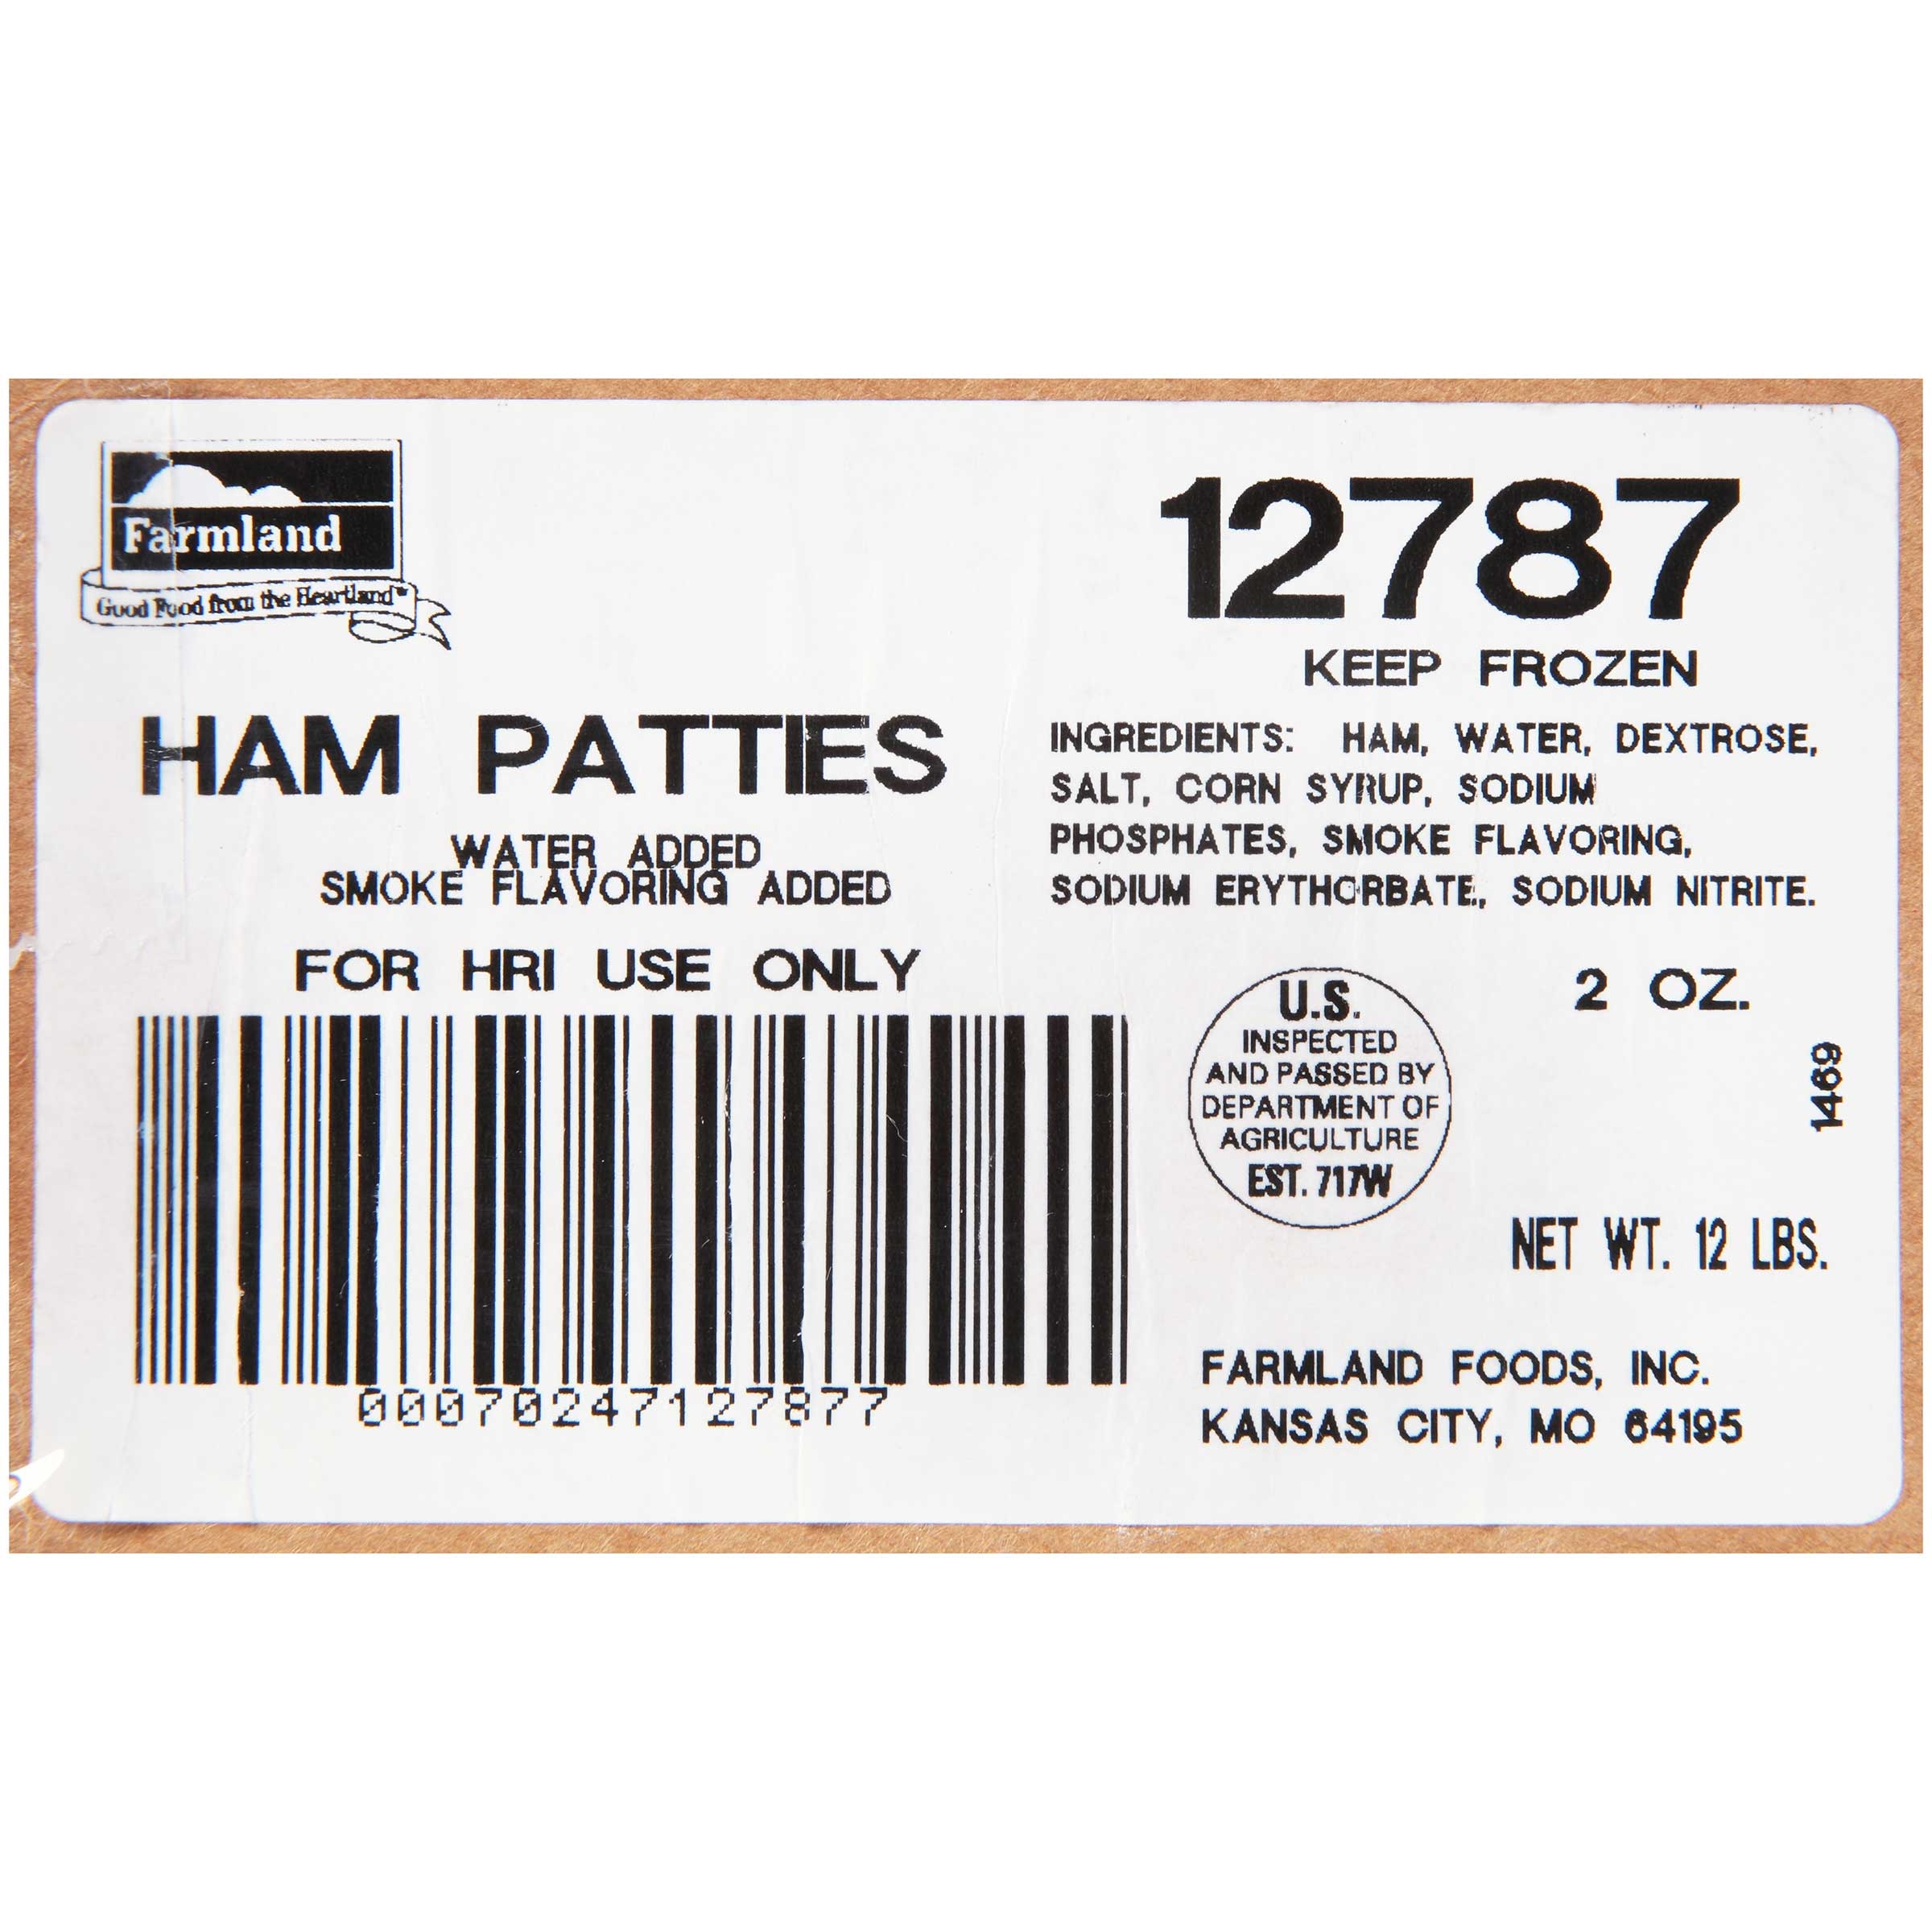 Farmland
Good Food from the Heartland™
HAM PATTIES
WATER ADDED
SMOKE FLAVORING ADDED
FOR HRI USE ONLY
00070247127877
12787
KEEP FROZEN
INGREDIENTS: HAM, WATER, DEXTROSE,
SALT, CORN SYRUP, SODIUM
PHOSPHATES, SMOKE FLAVORING,
SODIUM ERYTHORBATE, SODIUM NITRITE.
U.S.
INSPECTED
AND PASSED BY
DEPARTMENT OF
AGRICULTURE
EST. 717W
2 OZ.
1469
NET WT. 12 LBS.
FARMLAND FOODS, INC.
KANSAS CITY, MO 64195